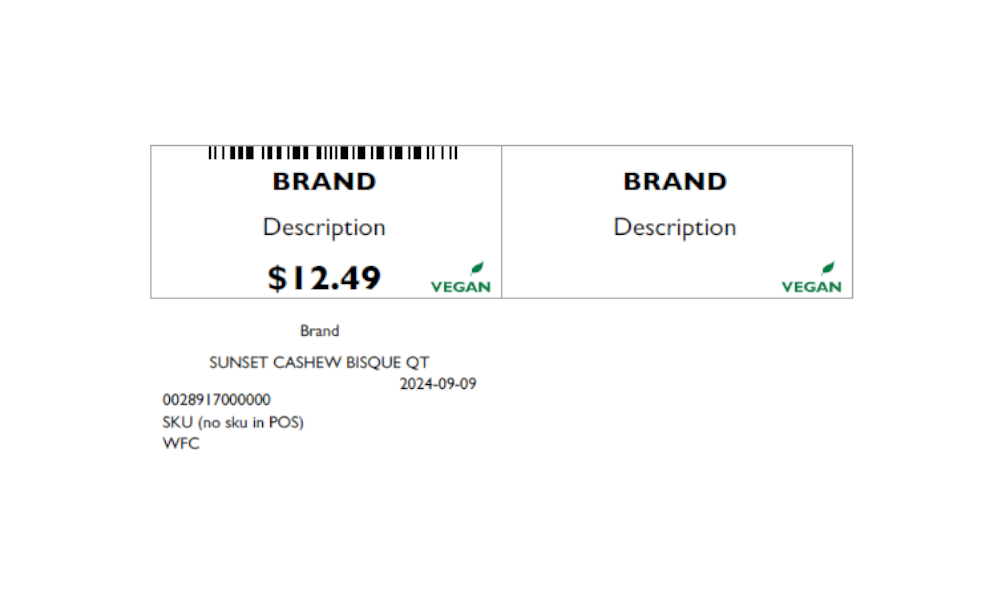 BRAND
Description
$12.49
VEGAN
BRAND
Description
VEGAN
Brand
SUNSET CASHEW BISQUE QT
2024-09-09
0028917000000
SKU (no sku in POS)
WFC